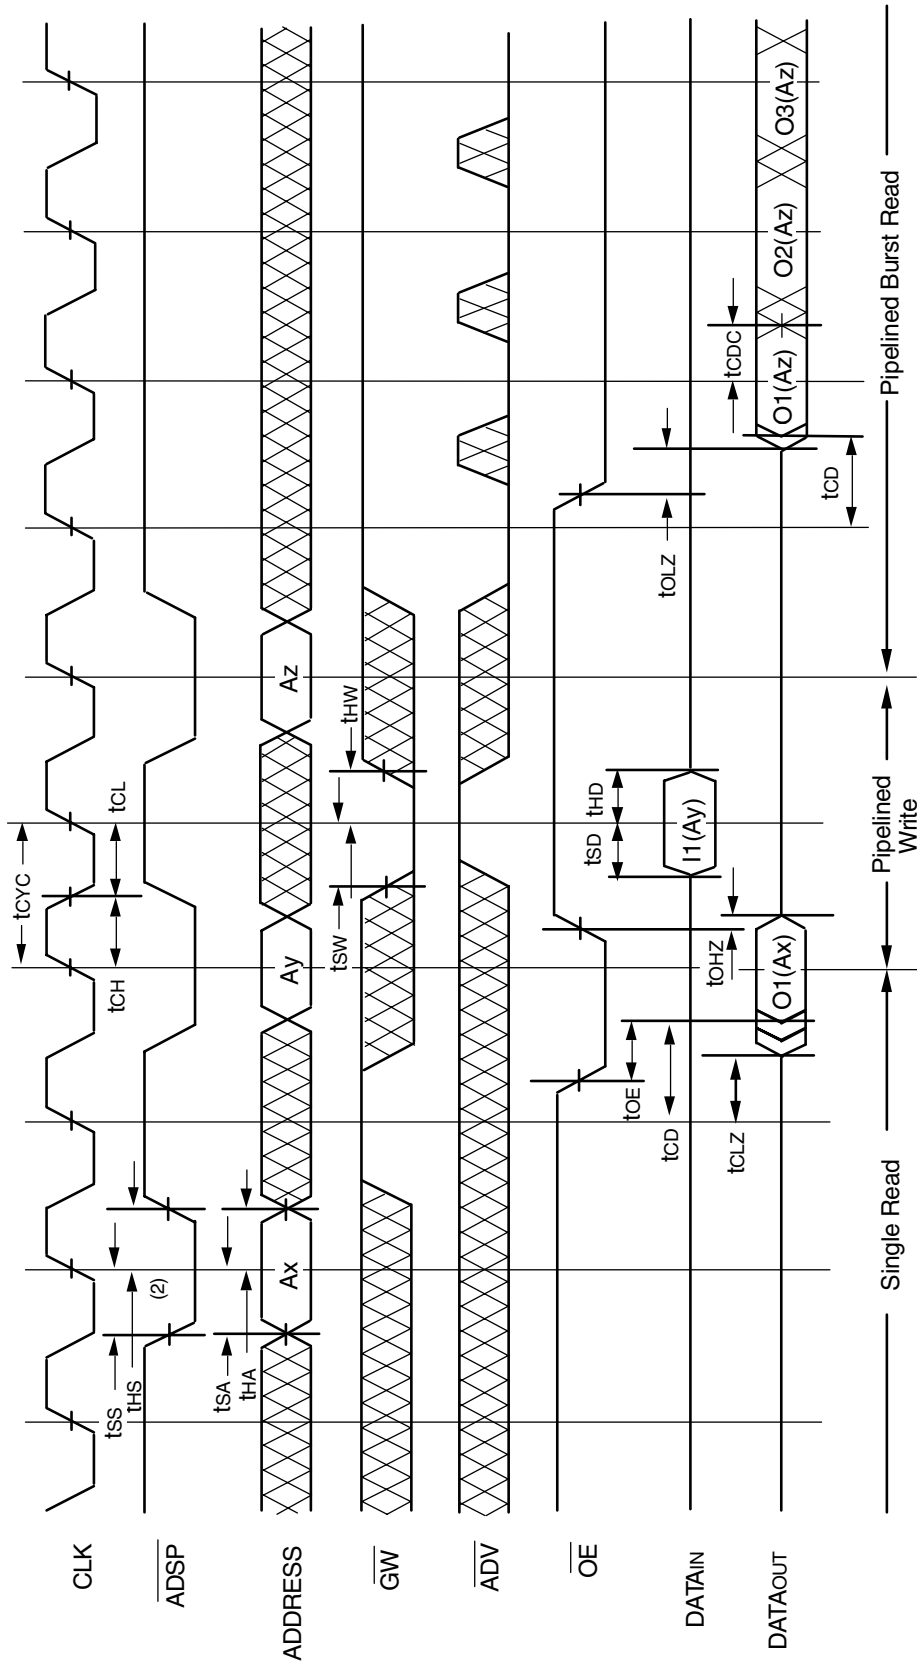 CLK
ADSP
ADDRESS
GW
ADV
OE
DATAIN
DATAOUT
tCYC
tCH
tCL
tSS
tHS
(2)
tSA
tHA
Ax
Ay
Az
tSW
tHW
tOE
tOHZ
tOLZ
tSD
tHD
I1(Ay)
tCD
tCLZ
O1(Ax)
tCDC
tCD
O1(Az)
O2(Az)
O3(Az)
Single Read
Pipelined
Write
Pipelined Burst Read